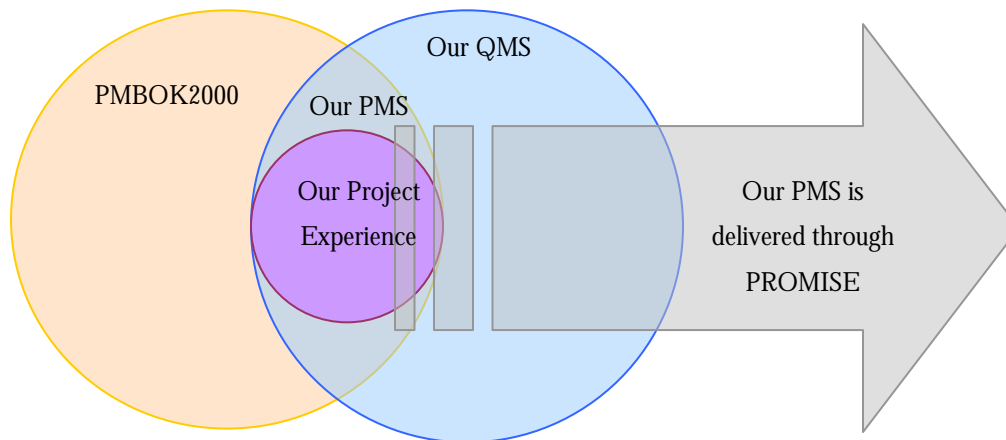 Our QMS
PMBOK2000
Our PMS
Our Project
Experience
Our PMS is
delivered through
PROMISE